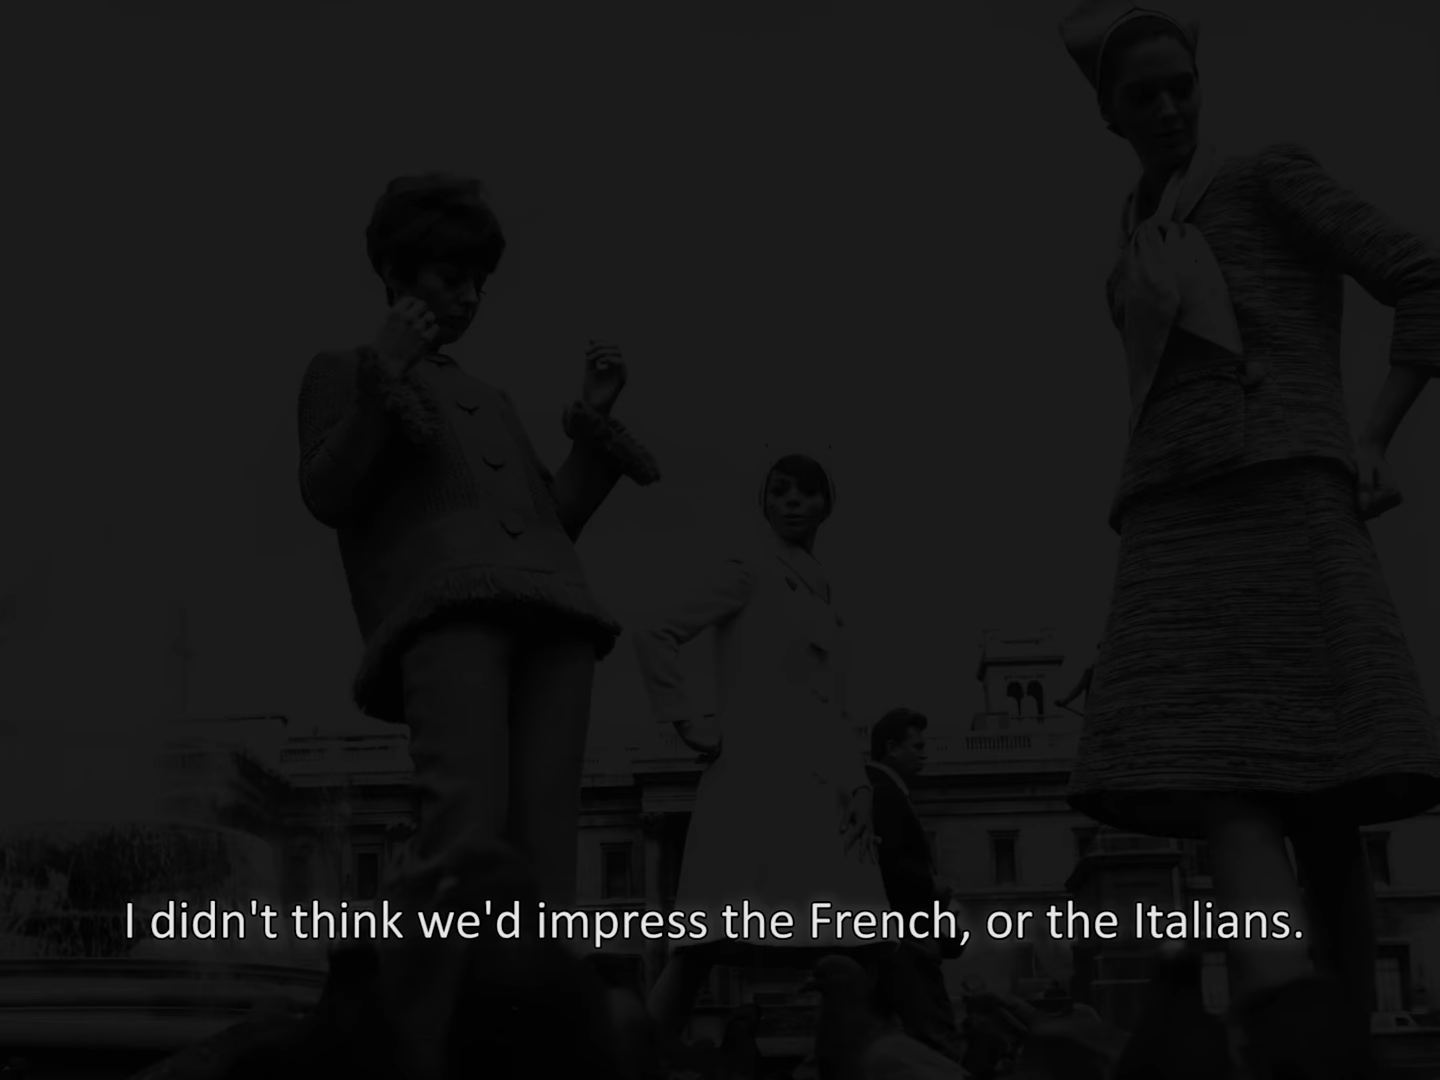 I didn't think we'd impress the French, or the Italians.